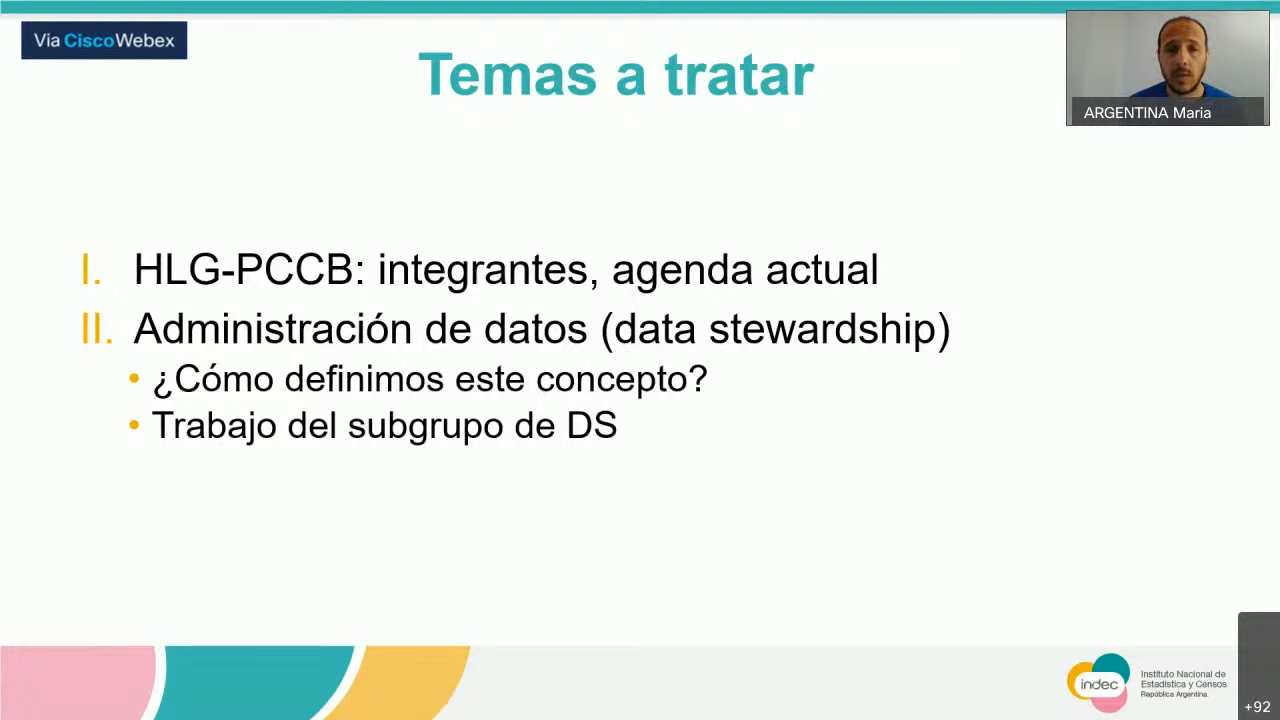 Via CiscoWebex
Temas a tratar
ARGENTINA Maria
I. HLG-PCCB: integrantes, agenda actual
II. Administración de datos (data stewardship)
• ¿Cómo definimos este concepto?
• Trabajo del subgrupo de DS
indec
Instituto Nacional de
Estadística y Censos
República Argentina
+92